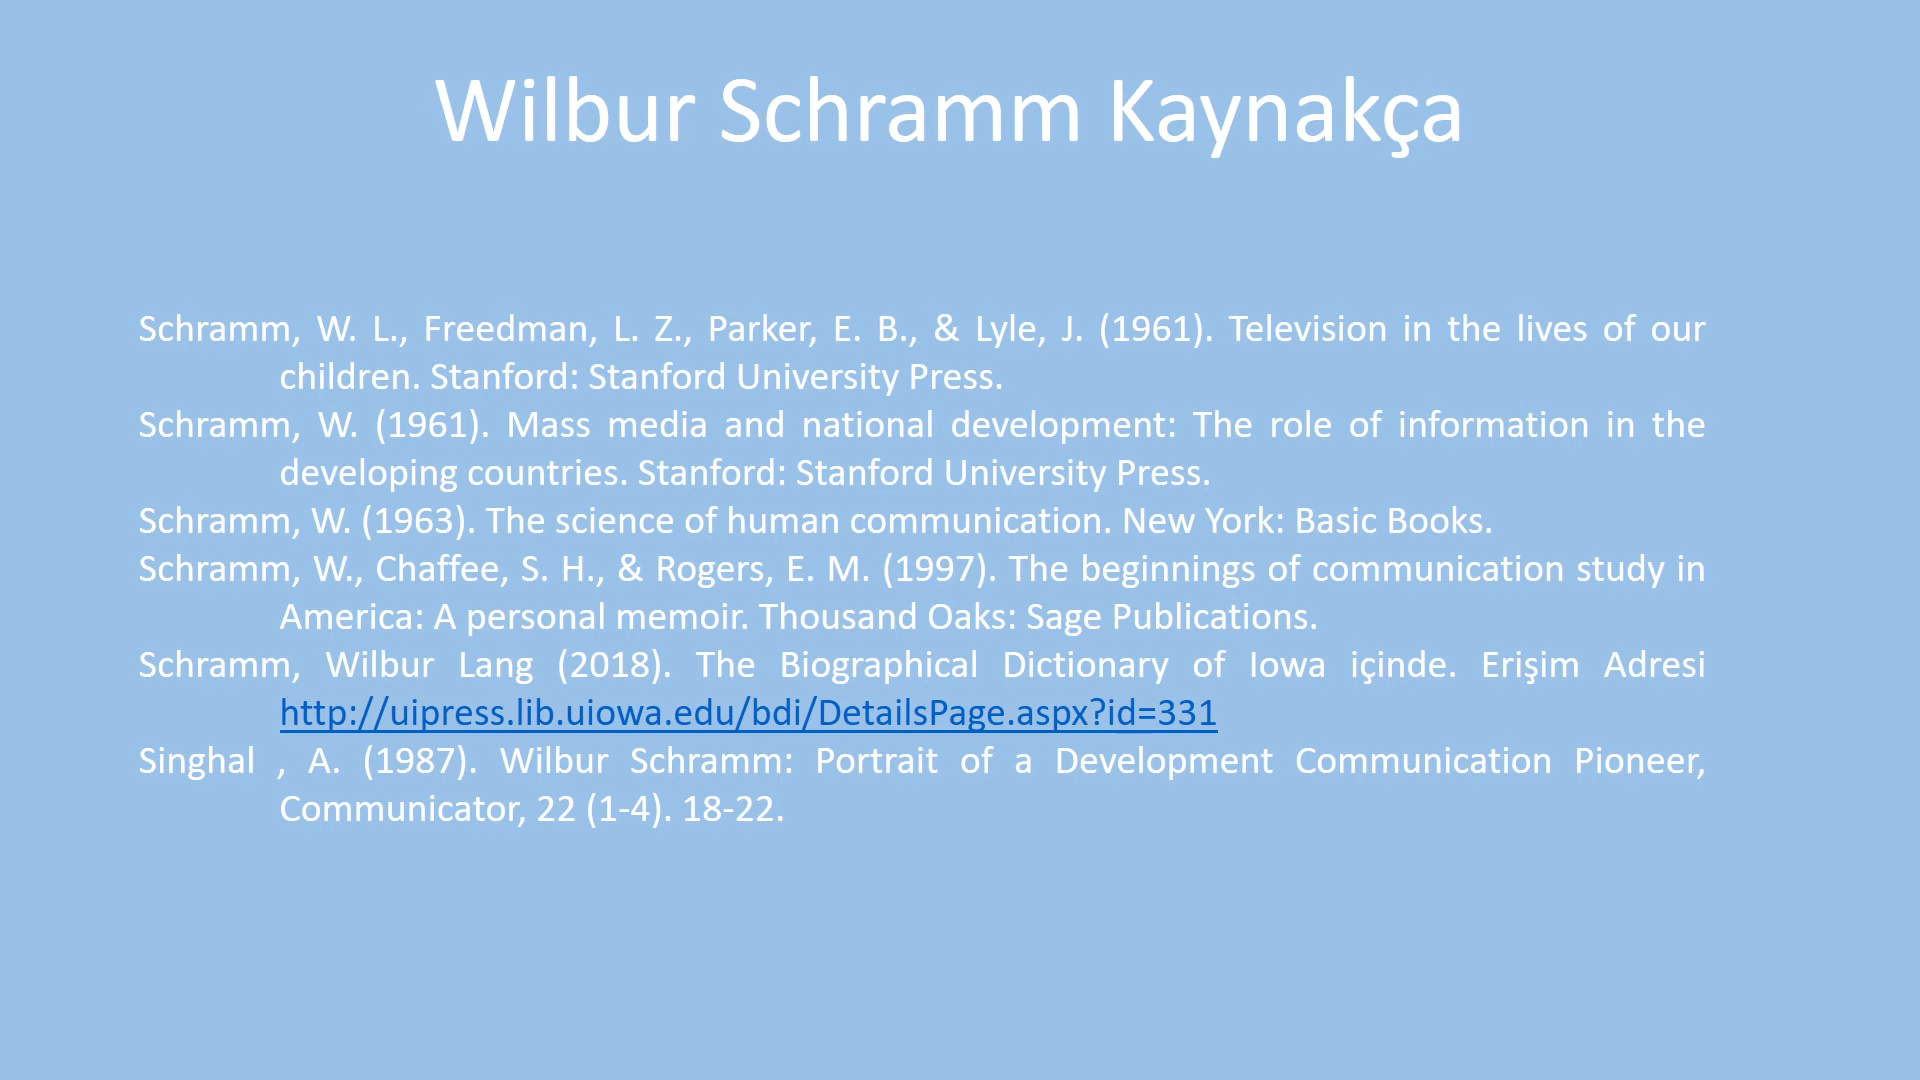 Wilbur Schramm Kaynakça
Schramm, W. L., Freedman, L. Z., Parker, E. B., & Lyle, J. (1961). Television in the lives of our
children. Stanford: Stanford University Press.
Schramm, W. (1961). Mass media and national development: The role of information in the
developing countries. Stanford: Stanford University Press.
Schramm, W. (1963). The science of human communication. New York: Basic Books.
Schramm, W., Chaffee, S. H., & Rogers, E. M. (1997). The beginnings of communication study in
America: A personal memoir. Thousand Oaks: Sage Publications.
Schramm, Wilbur Lang (2018). The Biographical Dictionary of Iowa içinde. Erişim Adresi
http://uipress.lib.uiowa.edu/bdi/DetailsPage.aspx?id=331
Singhal , A. (1987). Wilbur Schramm: Portrait of a Development Communication Pioneer,
Communicator, 22 (1-4). 18-22.